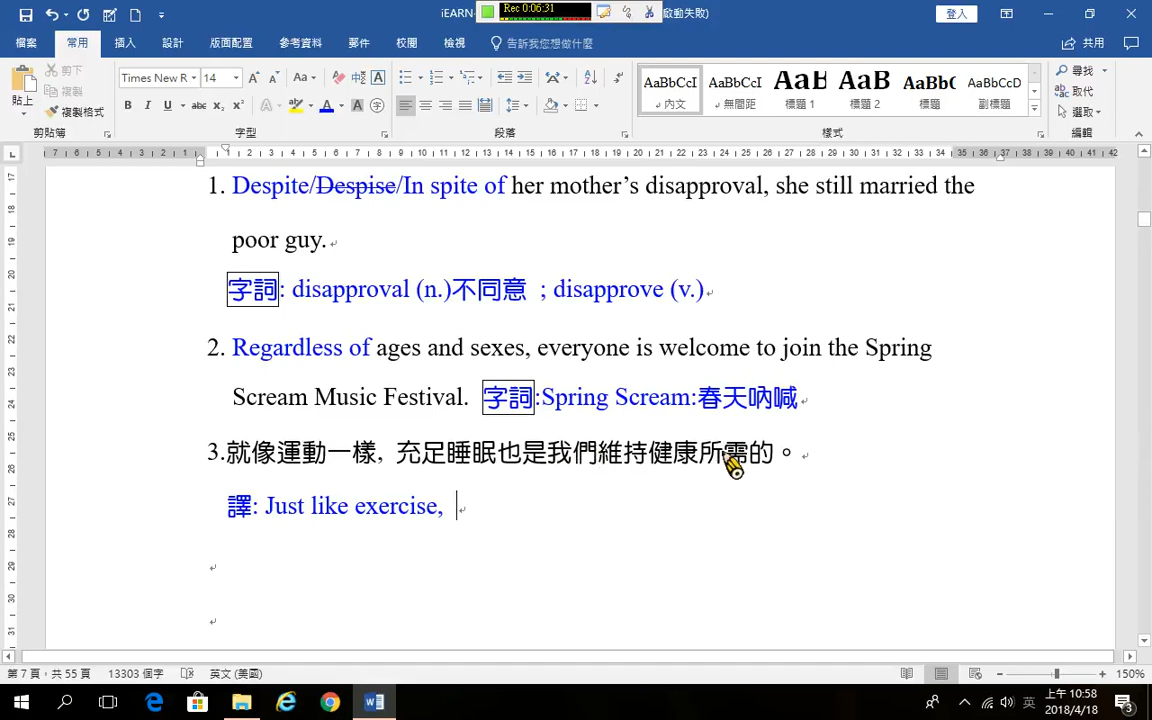 iEARN-
Rec 0:06:31
啟動失敗)
登入
檔案
常用
插入
設計
版面配置
參考資料
郵件
校閱
檢視
告訴我您想做什麼
共用
貼上
剪下
複製
複製格式
剪貼簿
Times New R
14
字型
段落
AaBbCcI
內文
AaBbCcI
無間距
AaB
標題 1
AaB
標題 2
AaBbC
標題
AaBbCcD
副標題
樣式
尋找
取代
選取
編輯
1. Despite/Despise/In spite of her mother’s disapproval, she still married the
poor guy.
字詞: disapproval (n.)不同意 ; disapprove (v.)
2. Regardless of ages and sexes, everyone is welcome to join the Spring
Scream Music Festival. 字詞:Spring Scream:春天吶喊
3.就像運動一樣, 充足睡眠也是我們維持健康所需的。
譯: Just like exercise,
第 7 頁，共 55 頁
13303 個字
英文 (美國)
150%
英
上午 10:58
2018/4/18
3